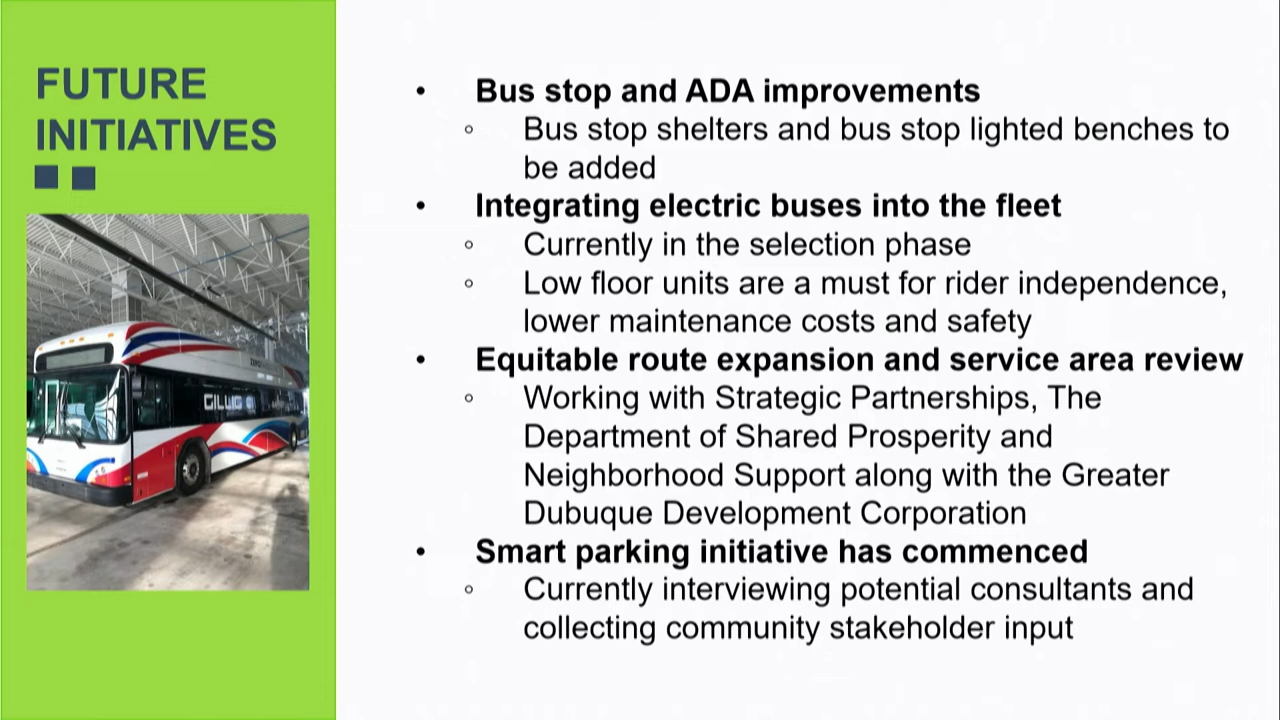 FUTURE
INITIATIVES
GILLIG
• Bus stop and ADA improvements
◦ Bus stop shelters and bus stop lighted benches to
be added
• Integrating electric buses into the fleet
◦ Currently in the selection phase
◦ Low floor units are a must for rider independence,
lower maintenance costs and safety
• Equitable route expansion and service area review
◦ Working with Strategic Partnerships, The
Department of Shared Prosperity and
Neighborhood Support along with the Greater
Dubuque Development Corporation
• Smart parking initiative has commenced
◦ Currently interviewing potential consultants and
collecting community stakeholder input